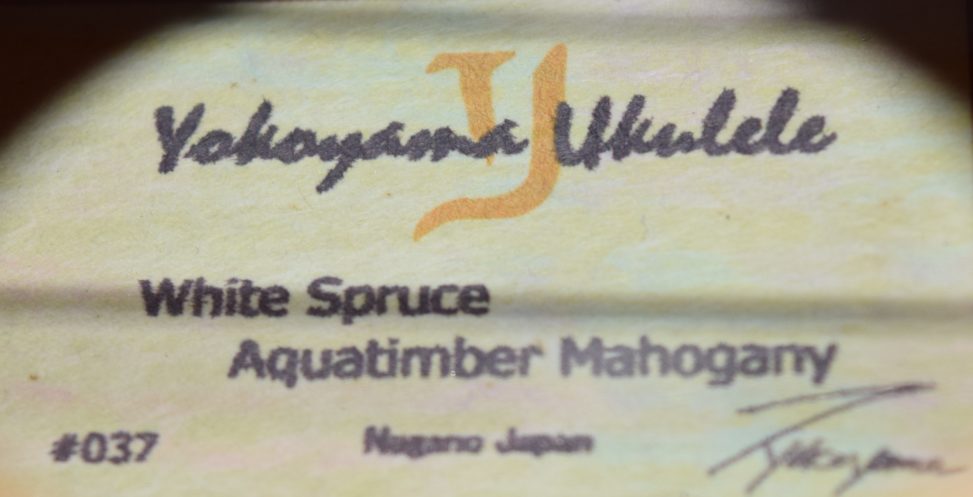 Yokoyama Ukulele
White Spruce
Aquatimber Mahogany
#037 Nagano Japan